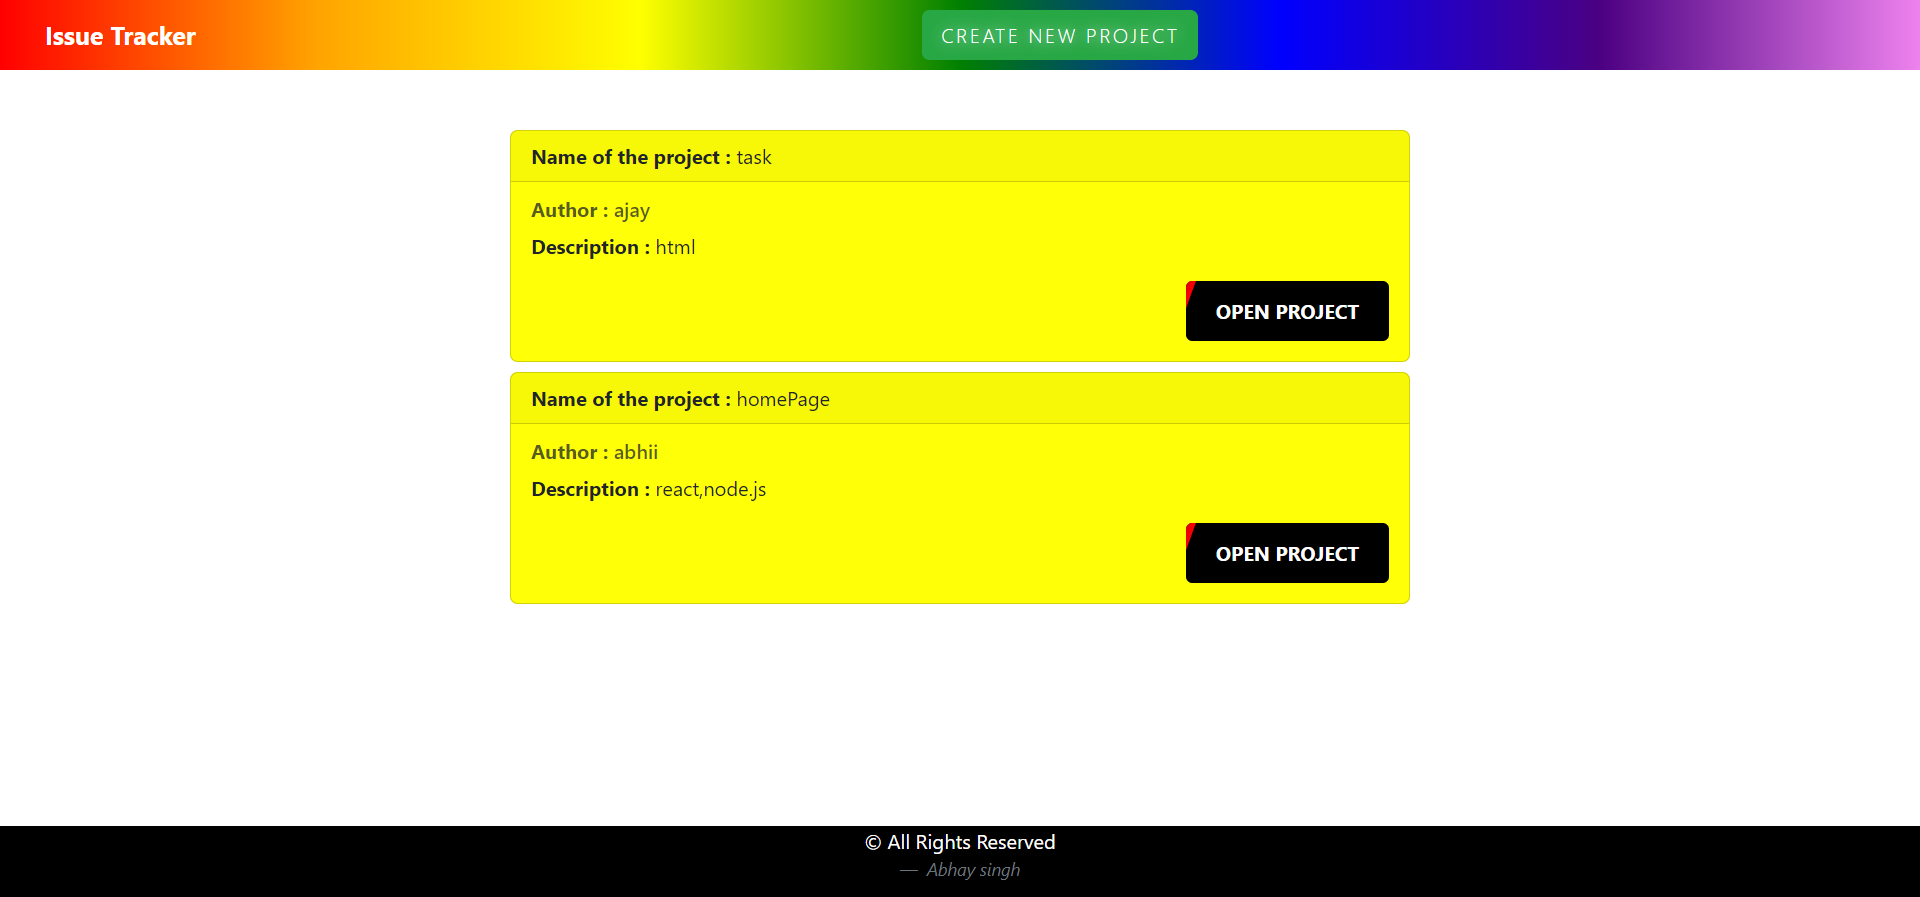 Issue Tracker
CREATE NEW PROJECT
Name of the project : task
Author : ajay
Description : html
OPEN PROJECT
Name of the project : homePage
Author : abhii
Description : react,node.js
OPEN PROJECT
© All Rights Reserved
— Abhay singh